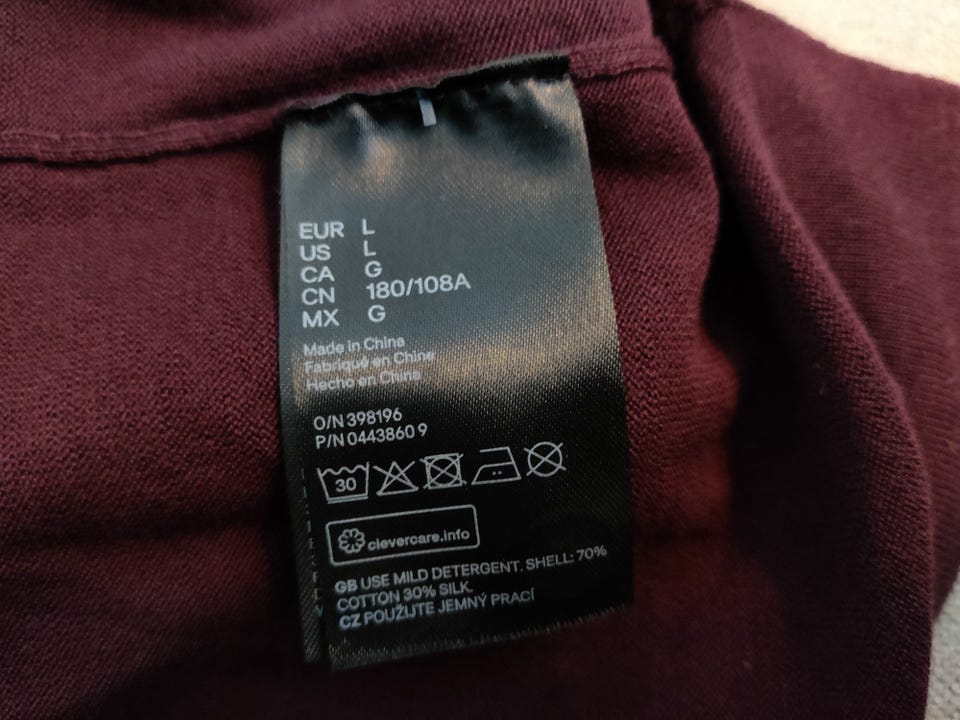 EUR L
US L
CA G
CN 180/108A
MX G
Made in China
Fabriqué en Chine
Hecho en China
O/N 398196
P/N 0443860 9
30
clevercare.info
GB USE MILD DETERGENT. SHELL: 70%
COTTON 30% SILK.
CZ POUŽIJTE JEMNÝ PRACÍ